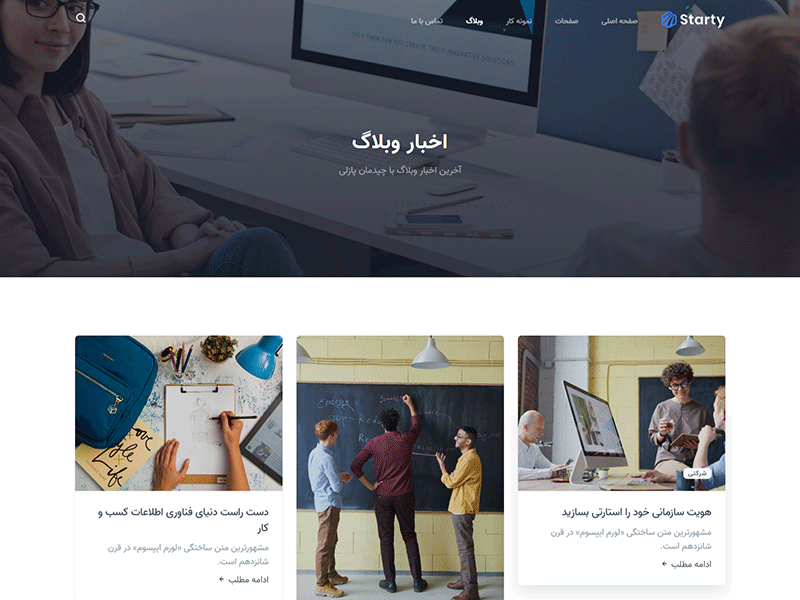 Starty
صفحه اصلی
صفحات
نمونه کار
وبلاگ
تماس با ما
ONLY THEN CAN YOU CREATE TRULY INNOVATIVE SOLUTIONS
اخبار وبلاگ
آخرین اخبار وبلاگ با چیدمان پازلی
شرکتی
هویت سازمانی خود را استارتی بسازید
مشهورترین متن ساختگی «لورم ایپسوم» در قرن
شانزدهم است.
ادامه مطلب
Love
Life
دست راست دنیای فناوری اطلاعات کسب و
کار
مشهورترین متن ساختگی «لورم ایپسوم» در قرن
شانزدهم است.
ادامه مطلب